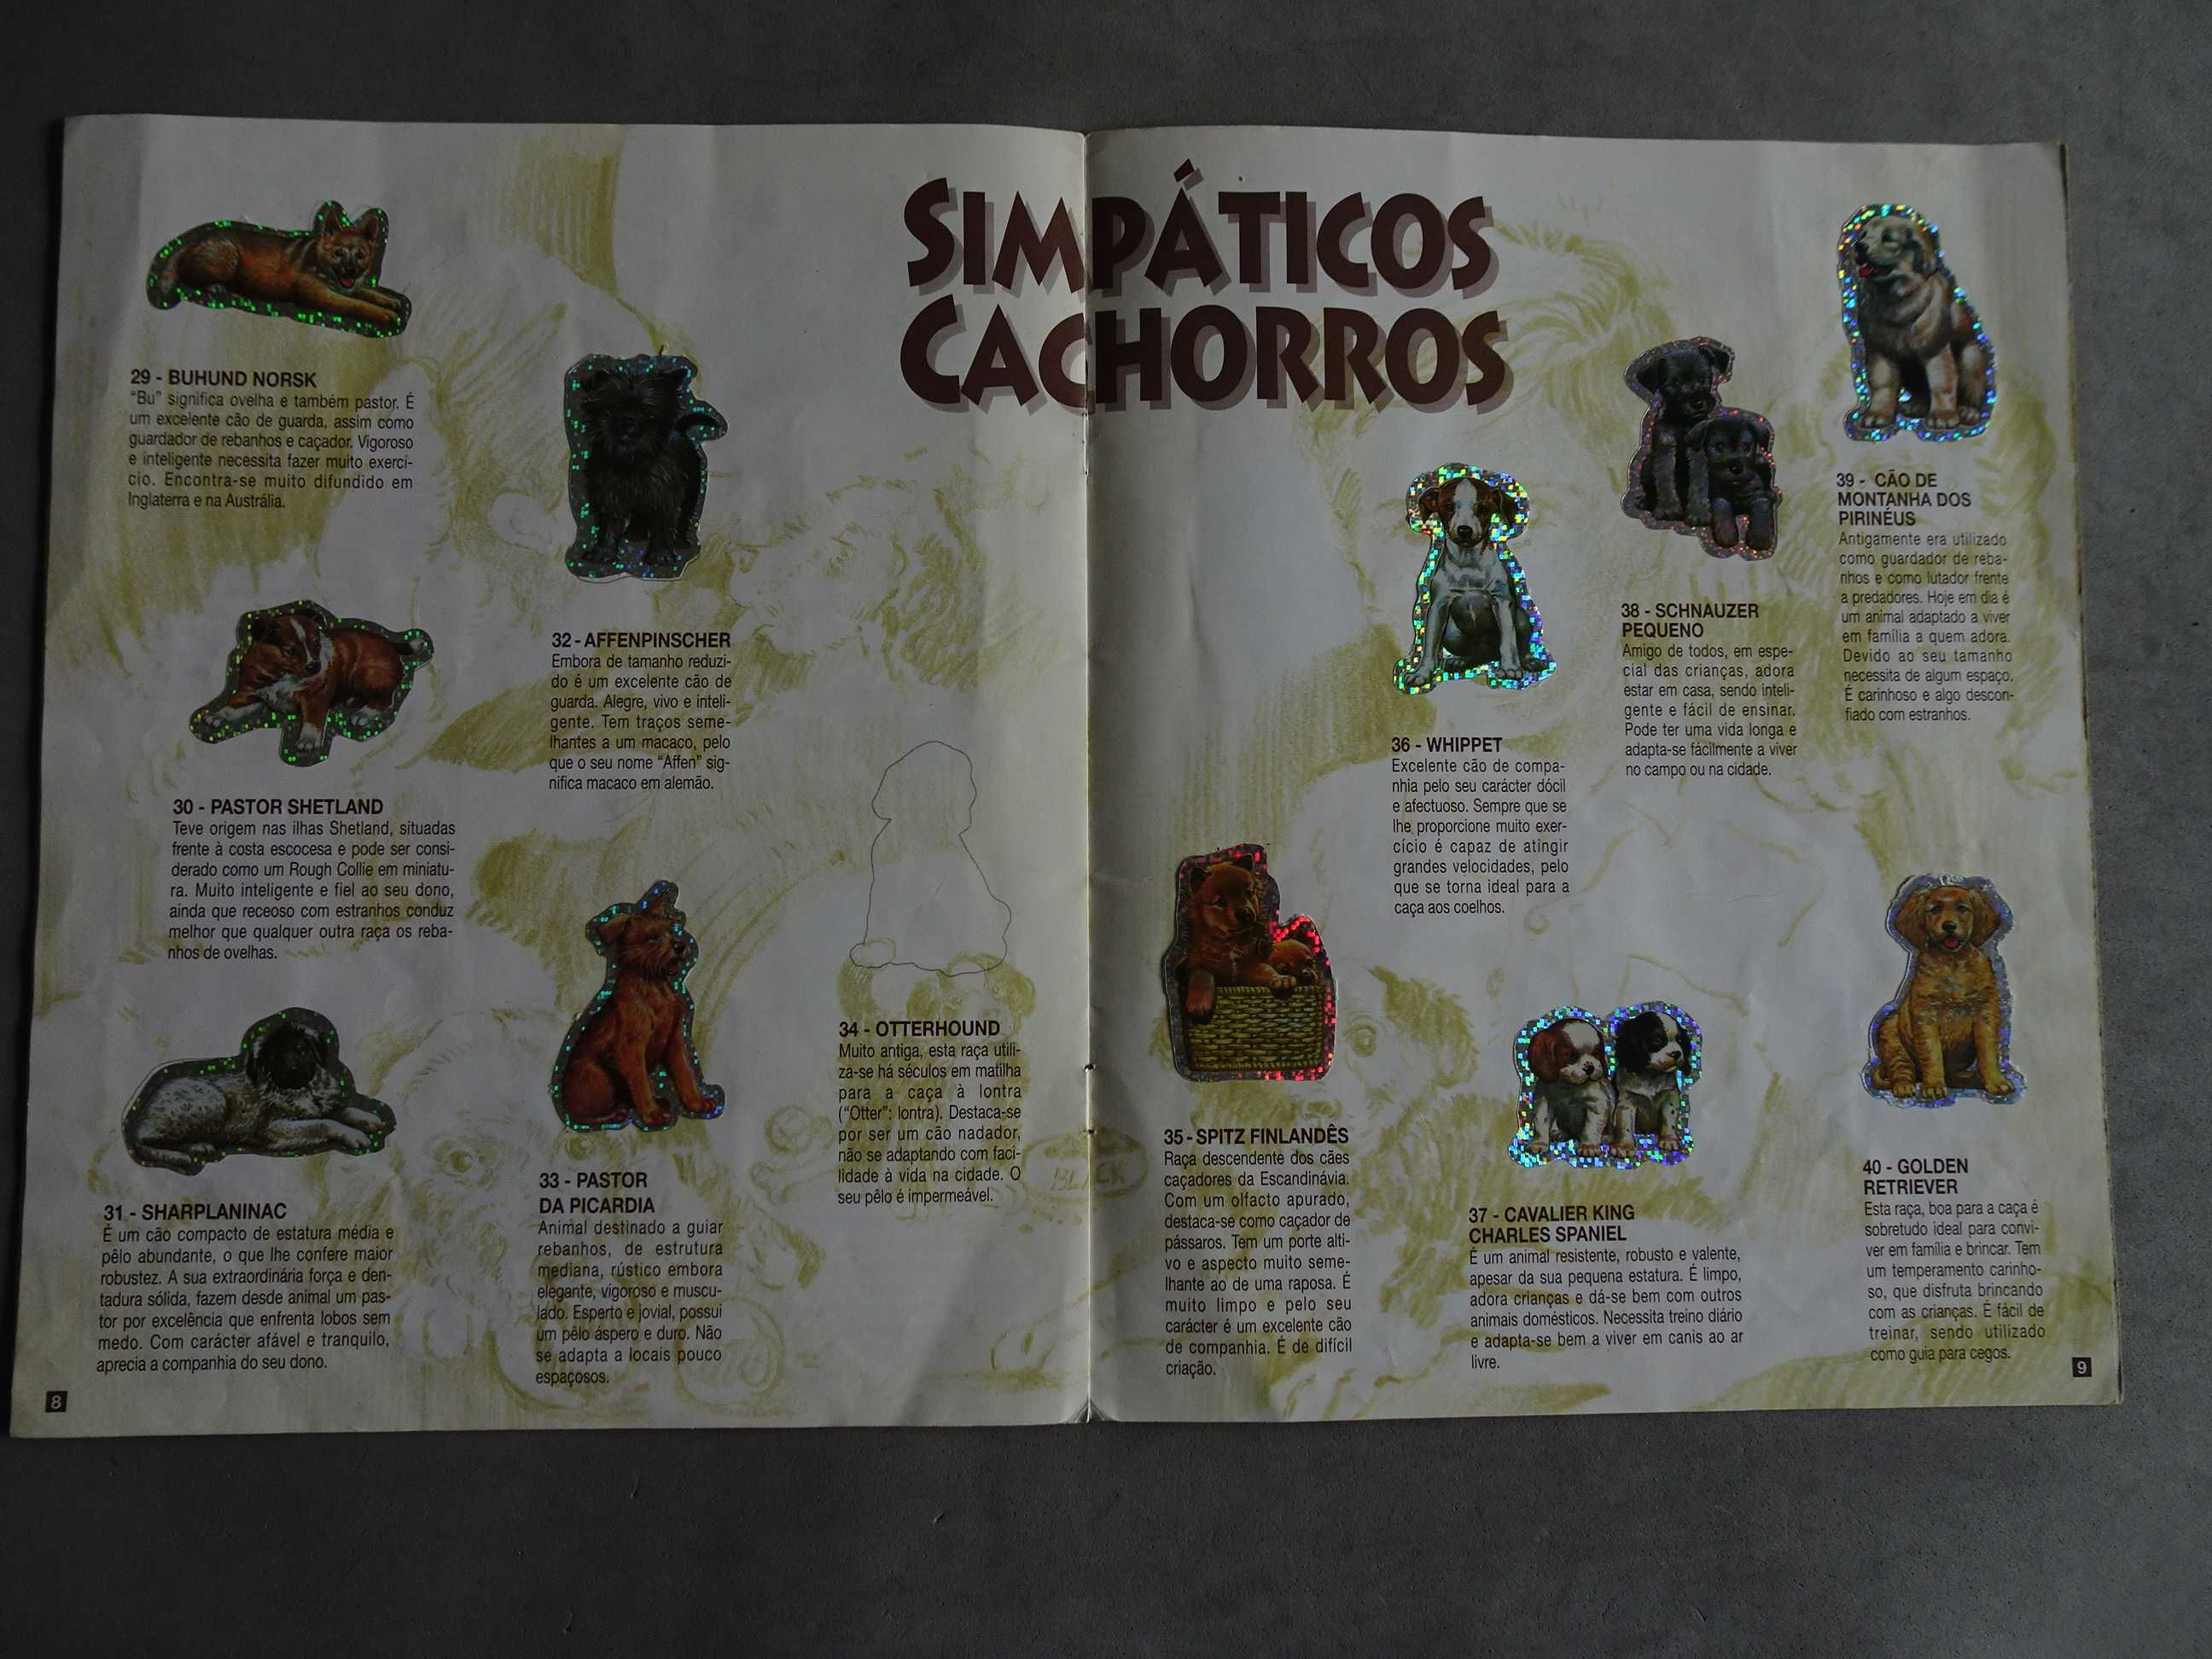 SIMPÁTICOS
CACHORROS
29 - BUHUND NORSK
“Bu” significa ovelha e também pastor. É
um excelente cão de guarda, assim como
guardador de rebanhos e caçador. Vigoroso
e inteligente necessita fazer muito exercí-
cio. Encontra-se muito difundido em
Inglaterra e na Austrália.
30 - PASTOR SHETLAND
Teve origem nas ilhas Shetland, situadas
frente à costa escocesa e pode ser consi-
derado como um Rough Collie em miniatu-
ra. Muito inteligente e fiel ao seu dono,
ainda que receoso com estranhos conduz
melhor que qualquer outra raça os reba-
nhos de ovelhas.
31 - SHARPLANINAC
É um cão compacto de estatura média e
pêlo abundante, o que lhe confere maior
robustez. A sua extraordinária força e den-
tadura sólida, fazem deste animal um pas-
tor por excelência que enfrenta lobos sem
medo. Com carácter afável e tranquilo,
aprecia a companhia do seu dono.
32 - AFFENPINSCHER
Embora de tamanho reduzi-
do é um excelente cão de
guarda. Alegre, vivo e inteli-
gente. Tem traços seme-
lhantes a um macaco, pelo
que o seu nome “Affen” sig-
nifica macaco em alemão.
33 - PASTOR
DA PICARDIA
Animal destinado a guiar
rebanhos, de estrutura
mediana, rústico embora
elegante, vigoroso e muscu-
lado. Esperto e jovial, possui
um pêlo áspero e duro. Não
se adapta a locais pouco
espaçosos.
34 - OTTERHOUND
Muito antiga, esta raça utili-
za-se há séculos em matilha
para a caça à lontra
(“Otter”: lontra). Destaca-se
por ser um cão nadador,
não se adaptando com faci-
lidade à vida na cidade. O
seu pêlo é impermeável.
BLACK
35 - SPITZ FINLANDÊS
Raça descendente dos cães
caçadores da Escandinávia.
Com um olfacto apurado,
destaca-se como caçador de
pássaros. Tem um porte alti-
vo e aspecto muito seme-
lhante ao de uma raposa. É
muito limpo e pelo seu
carácter é um excelente cão
de companhia. É de difícil
criação.
36 - WHIPPET
Excelente cão de compa-
nhia pelo seu carácter dócil
e afectuoso. Sempre que se
lhe proporcione muito exer-
cício é capaz de atingir
grandes velocidades, pelo
que se torna ideal para a
caça aos coelhos.
37 - CAVALIER KING
CHARLES SPANIEL
É um animal resistente, robusto e valente,
apesar da sua pequena estatura. É limpo,
adora crianças e dá-se bem com outros
animais domésticos. Necessita treino diário
e adapta-se bem a viver em canis ao ar
livre.
38 - SCHNAUZER
PEQUENO
Amigo de todos, em espe-
cial das crianças, adora
estar em casa, sendo inteli-
gente e fácil de ensinar.
Pode ter uma vida longa e
adapta-se fácilmente a viver
no campo ou na cidade.
39 - CÃO DE
MONTANHA DOS
PIRINÉUS
Antigamente era utilizado
como guardador de reba-
nhos e como lutador frente
a predadores. Hoje em dia é
um animal adaptado a viver
em família a quem adora.
Devido ao seu tamanho
necessita de algum espaço.
É carinhoso e algo descon-
fiado com estranhos.
40 - GOLDEN
RETRIEVER
Esta raça, boa para a caça é
sobretudo ideal para convi-
ver em família e brincar. Tem
um temperamento carinho-
so, que disfruta brincando
com as crianças. É fácil de
treinar, sendo utilizado
como guia para cegos.
8
9